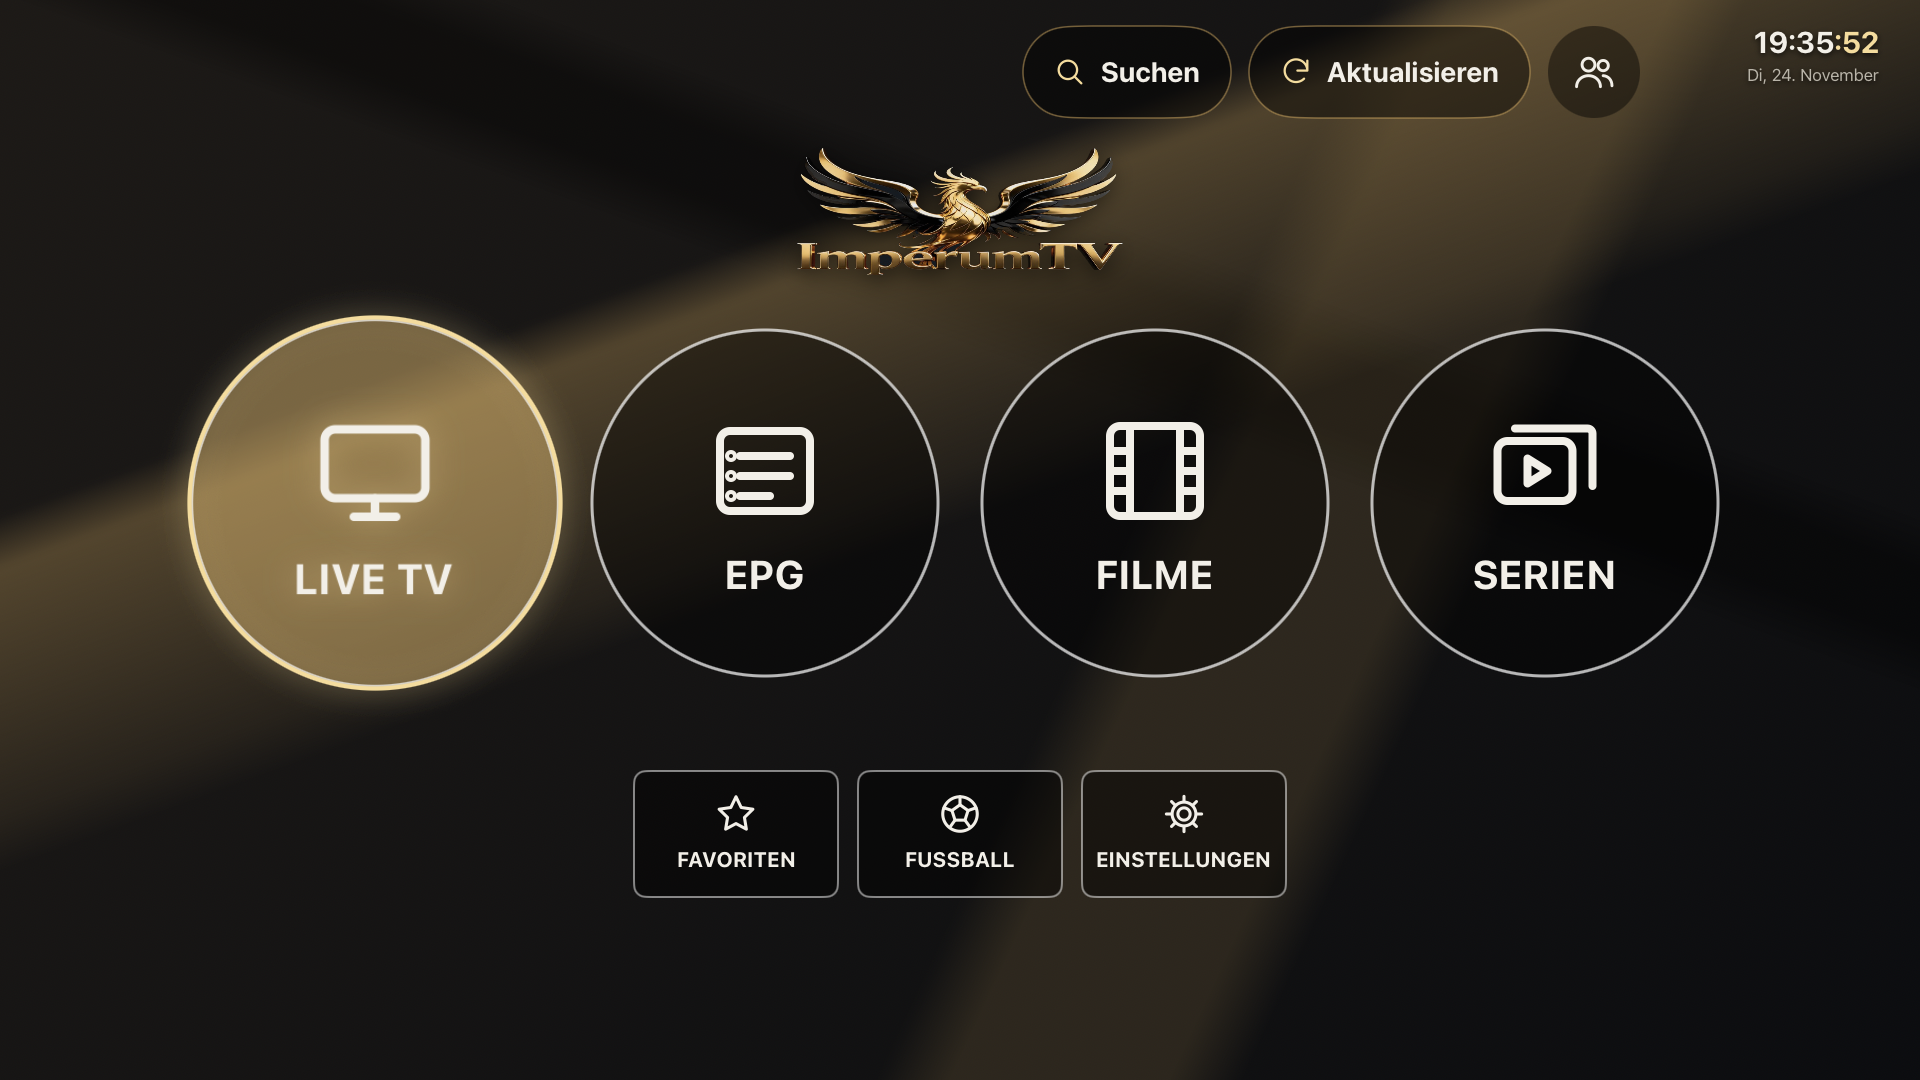 Suchen
Aktualisieren
19:35:52
Di, 24. November
ImperumTV
LIVE TV
EPG
FILME
SERIEN
FAVORITEN
FUSSBALL
EINSTELLUNGEN